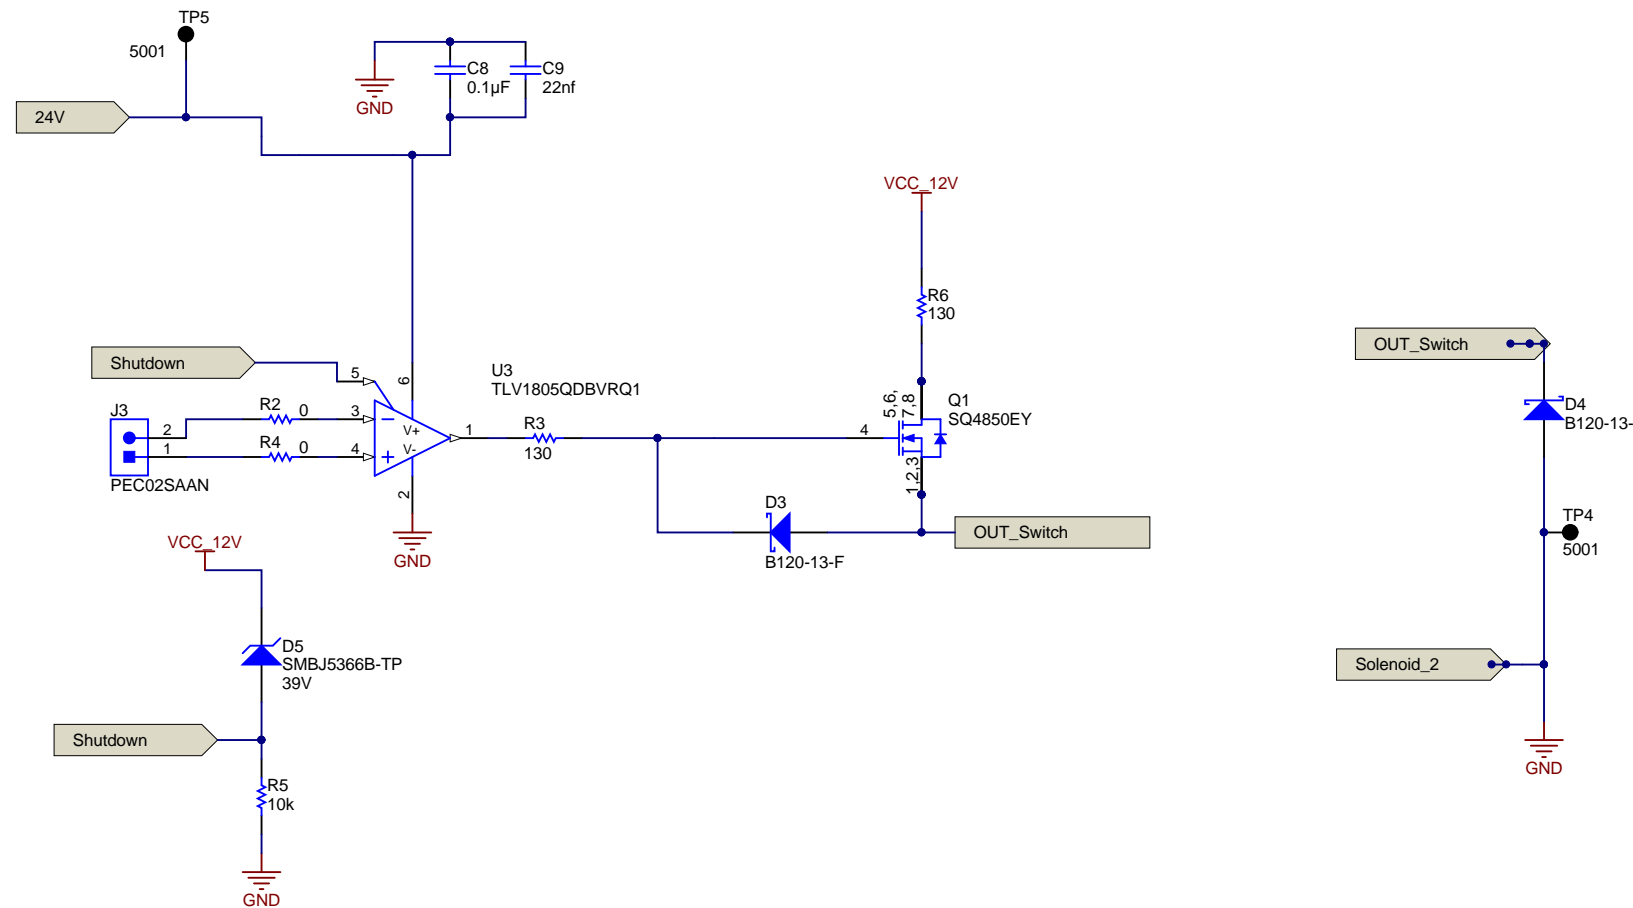 TP5
5001
24V
C8
0.1µF
C9
22nf
GND
VCC_12V
R6
130
Shutdown
5
6
U3
TLV1805QDBVRQ1
J3
2
1
PEC02SAAN
R2
0
3
R4
0
4
V+
V-
1
2
GND
R3
130
4
5,6,
7,8
1,2,3
Q1
SQ4850EY
D3
B120-13-F
OUT_Switch
OUT_Switch
D4
B120-13-
TP4
5001
Solenoid_2
GND
VCC_12V
D5
SMBJ5366B-TP
39V
Shutdown
R5
10k
GND